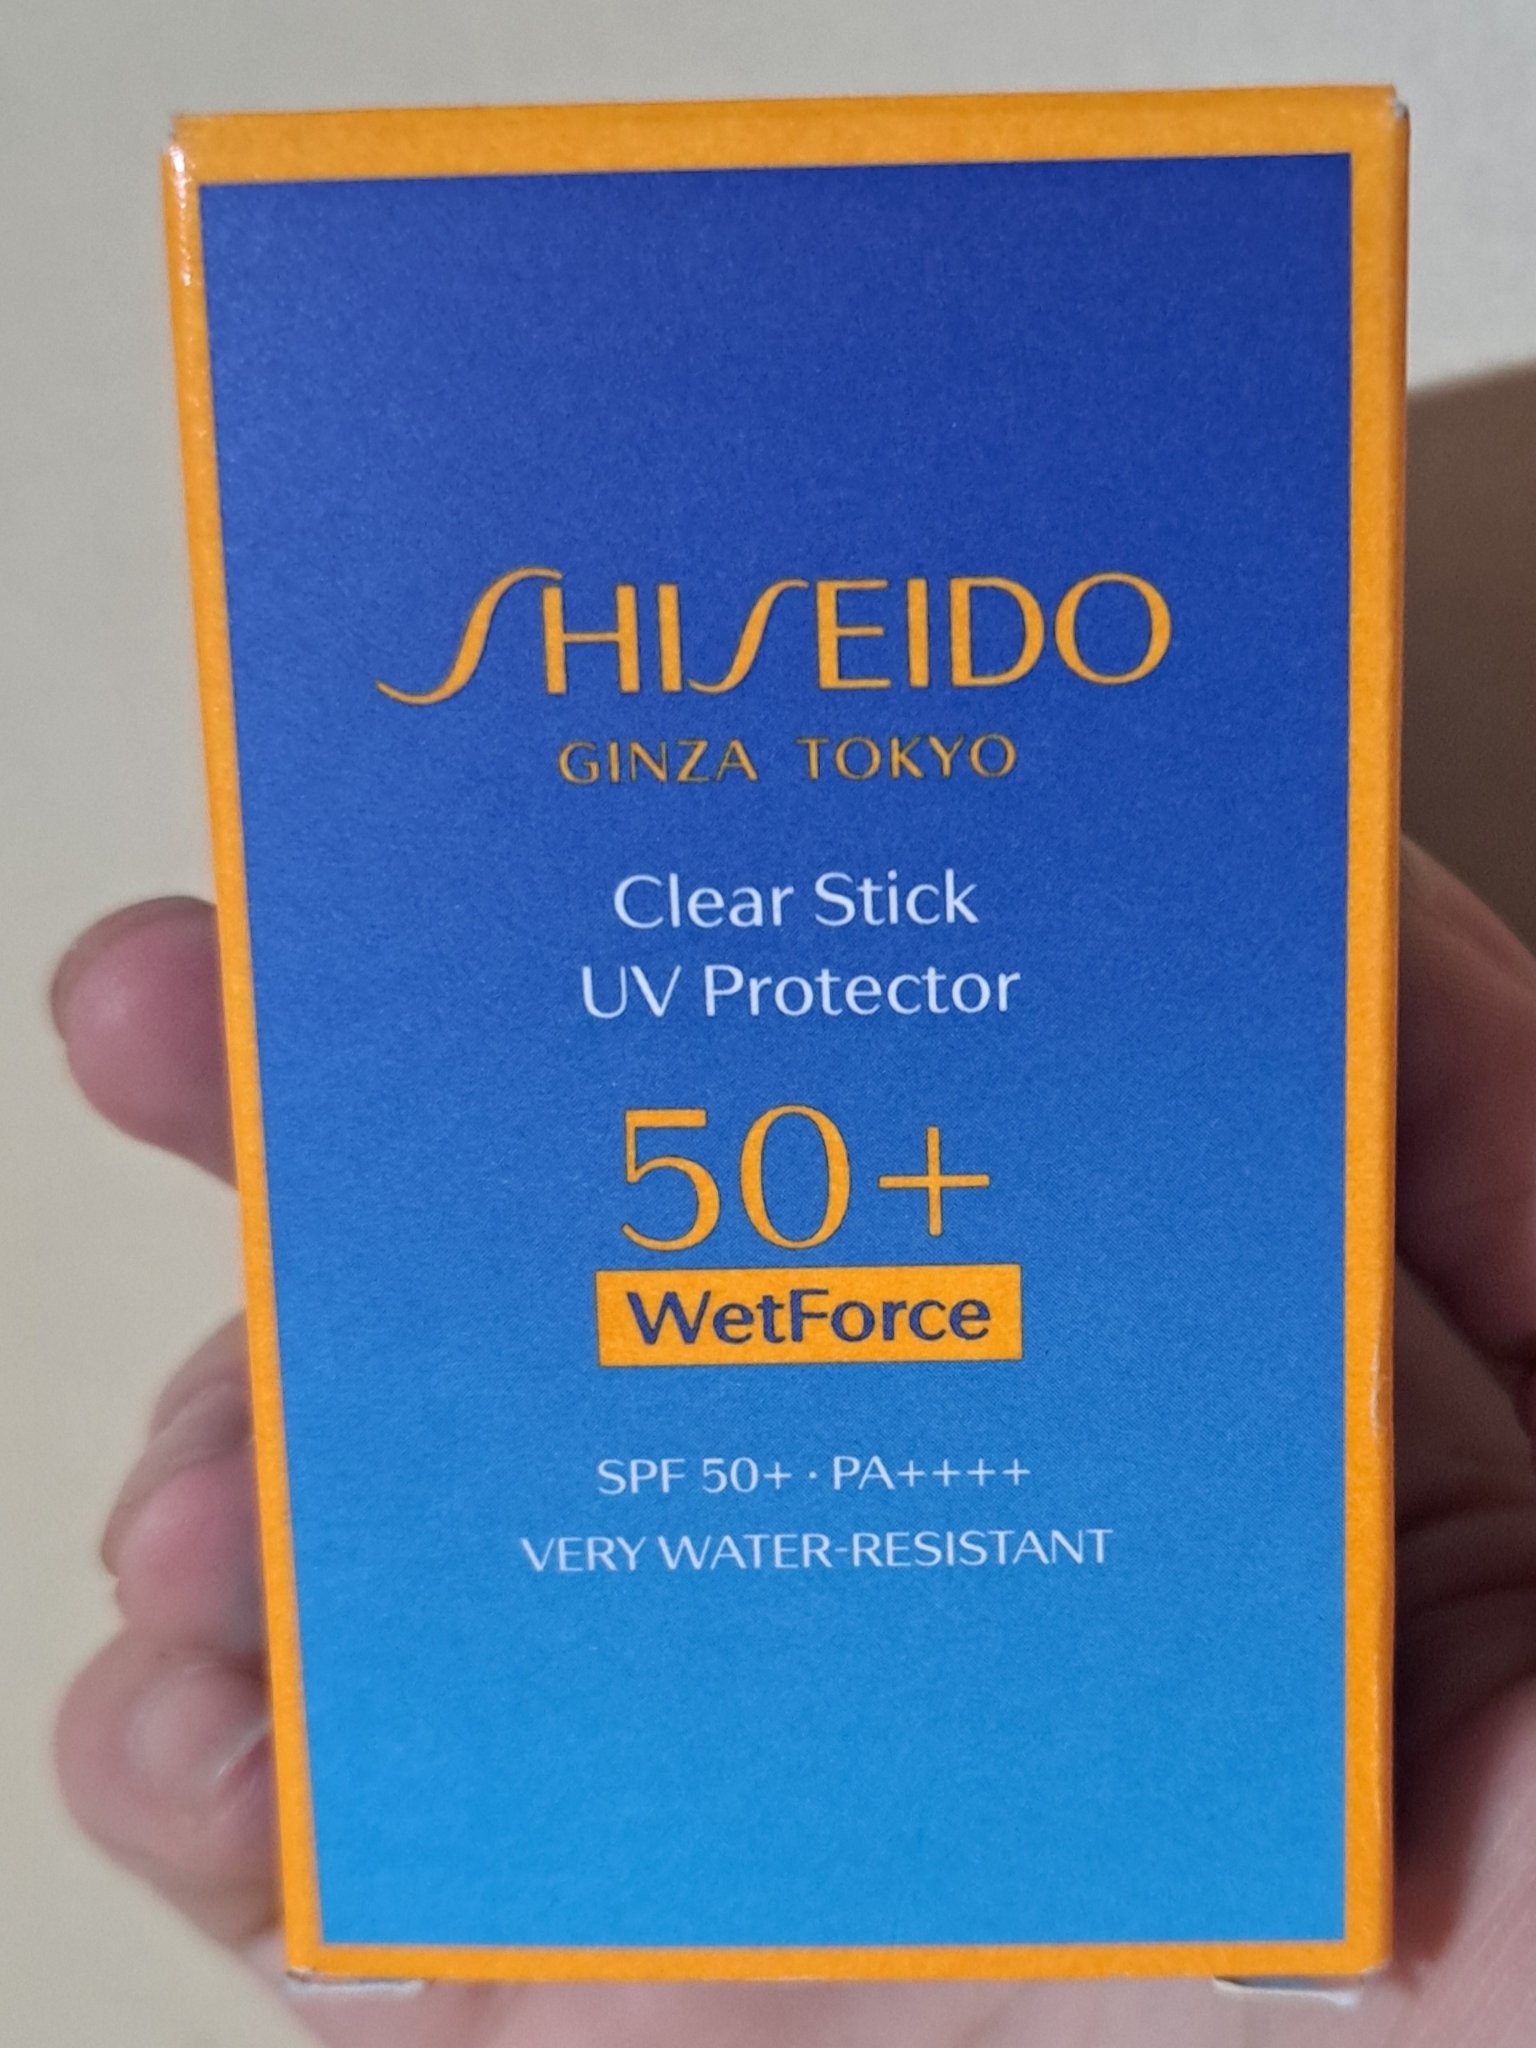 SHISEIDO
GINZA TOKYO
Clear Stick
UV Protector
50+
WetForce
SPF 50+ · PA++++
VERY WATER-RESISTANT